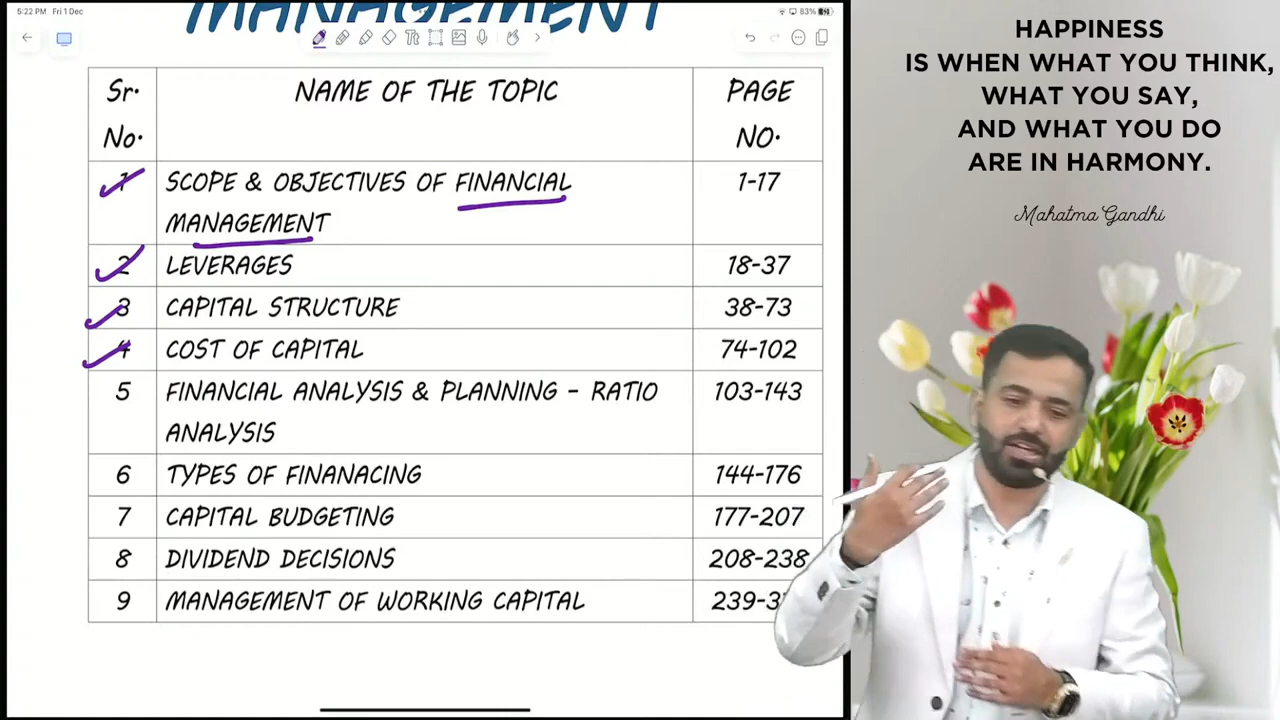 5:22 PM Fri 1 Dec
83%
MANAGEMENT
Sr. No.
NAME OF THE TOPIC
PAGE NO.
1
SCOPE & OBJECTIVES OF FINANCIAL
MANAGEMENT
1-17
2
LEVERAGES
18-37
3
CAPITAL STRUCTURE
38-73
4
COST OF CAPITAL
74-102
5
FINANCIAL ANALYSIS & PLANNING - RATIO
ANALYSIS
103-143
6
TYPES OF FINANACING
144-176
7
CAPITAL BUDGETING
177-207
8
DIVIDEND DECISIONS
208-238
9
MANAGEMENT OF WORKING CAPITAL
HAPPINESS
IS WHEN WHAT YOU THINK,
WHAT YOU SAY,
AND WHAT YOU DO
ARE IN HARMONY.
Mahatma Gandhi